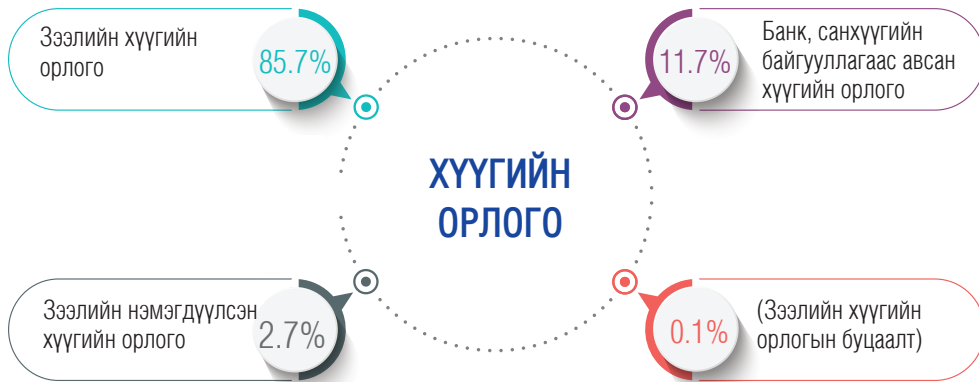 Зээлийн хүүгийн
орлого
85.7%
11.7%
Банк, санхүүгийн
байгууллагаас авсан
хүүгийн орлого
ХҮҮГИЙН
ОРЛОГО
Зээлийн нэмэгдүүлсэн
хүүгийн орлого
2.7%
0.1%
(Зээлийн хүүгийн
орлогын буцаалт)